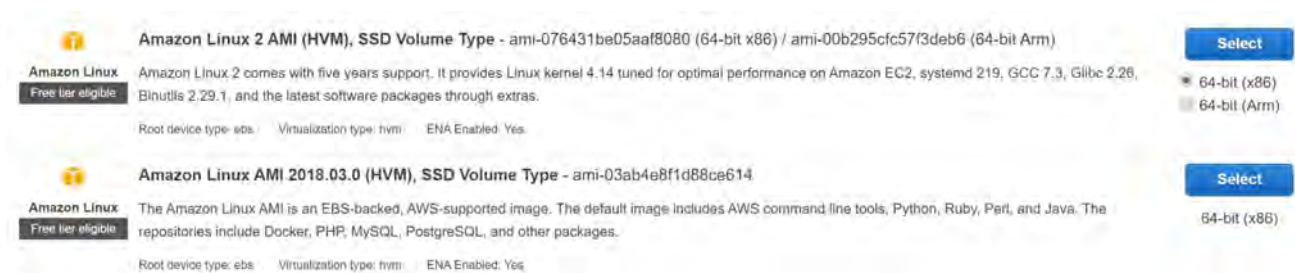 Amazon Linux 2 AMI (HVM), SSD Volume Type - ami-076431be05aaf8080 (64-bit x86) / ami-00b295cfc57f3deb6 (64-bit Arm)
Select
Amazon Linux
Free tier eligible
Amazon Linux 2 comes with five years support. It provides Linux kernel 4.14 tuned for optimal performance on Amazon EC2, systemd 219, GCC 7.3, Glibc 2.26,
Binutils 2.29.1, and the latest software packages through extras.
64-bit (x86)
64-bit (Arm)
Root device type: ebs Virtualization type: hvm ENA Enabled: Yes
Amazon Linux AMI 2018.03.0 (HVM), SSD Volume Type - ami-03ab4e8f1d88ce614
Select
Amazon Linux
Free tier eligible
The Amazon Linux AMI is an EBS-backed, AWS-supported image. The default image includes AWS command line tools, Python, Ruby, Perl, and Java. The
repositories include Docker, PHP, MySQL, PostgreSQL, and other packages.
64-bit (x86)
Root device type: ebs Virtualization type: hvm ENA Enabled: Yes